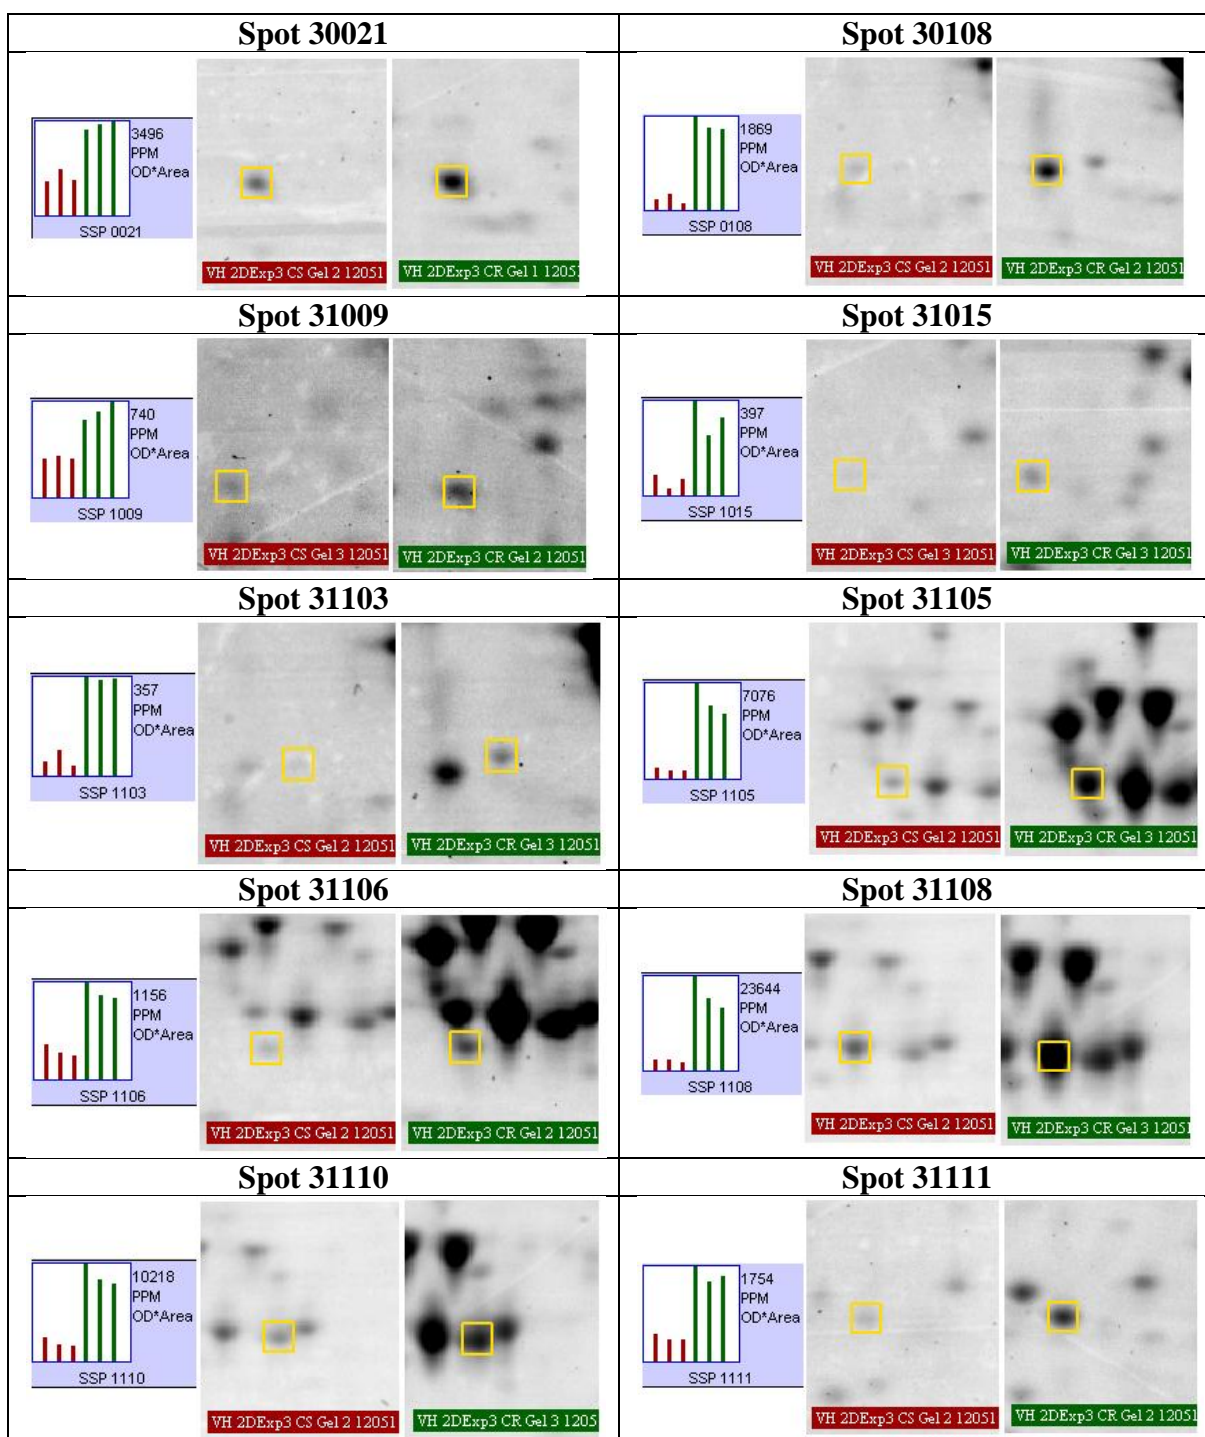 Spot 30021
Spot 30108
3496
PPM
OD*Area
SSP 0021
VH 2DExp3 CS Gel 2 12051
VH 2DExp3 CR Gel 1 12051
1869
PPM
OD*Area
SSP 0108
VH 2DExp3 CS Gel 2 12051
VH 2DExp3 CR Gel 2 12051
Spot 31009
Spot 31015
740
PPM
OD*Area
SSP 1009
VH 2DExp3 CS Gel 3 12051
VH 2DExp3 CR Gel 2 12051
397
PPM
OD*Area
SSP 1015
VH 2DExp3 CS Gel 3 12051
VH 2DExp3 CR Gel 3 12051
Spot 31103
Spot 31105
357
PPM
OD*Area
SSP 1103
VH 2DExp3 CS Gel 2 12051
VH 2DExp3 CR Gel 3 12051
7076
PPM
OD*Area
SSP 1105
VH 2DExp3 CS Gel 2 12051
VH 2DExp3 CR Gel 3 12051
Spot 31106
Spot 31108
1156
PPM
OD*Area
SSP 1106
VH 2DExp3 CS Gel 2 12051
VH 2DExp3 CR Gel 2 12051
23644
PPM
OD*Area
SSP 1108
VH 2DExp3 CS Gel 2 12051
VH 2DExp3 CR Gel 3 12051
Spot 31110
Spot 31111
10218
PPM
OD*Area
SSP 1110
VH 2DExp3 CS Gel 2 12051
VH 2DExp3 CR Gel 3 1205
1754
PPM
OD*Area
SSP 1111
VH 2DExp3 CS Gel 2 12051
VH 2DExp3 CR Gel 2 12051